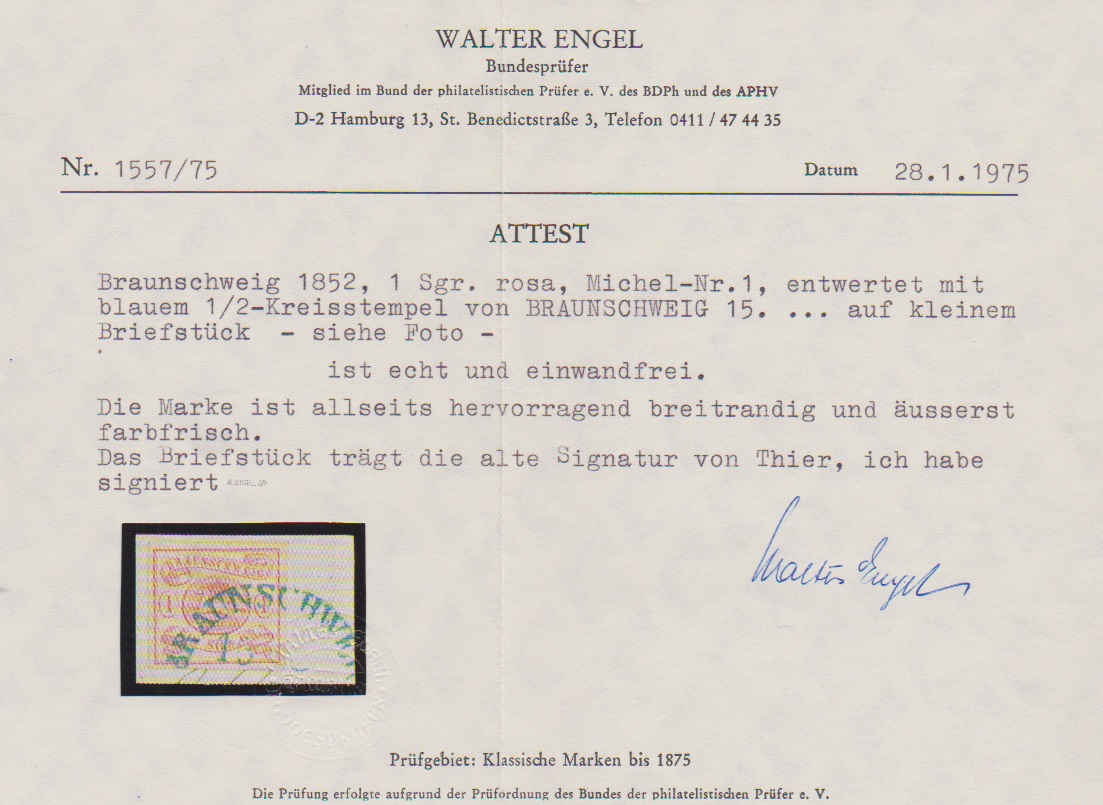 WALTER ENGEL
Bundesprüfer
Mitglied im Bund der philatelistischen Prüfer e. V. des BDPh und des APHV
D-2 Hamburg 13, St. Benedictstraße 3, Telefon 0411 / 47 44 35
Nr. 1557/75 Datum 28.1.1975
ATTEST
Braunschweig 1852, 1 Sgr. rosa, Michel-Nr.1, entwertet mit
blauem 1/2-Kreisstempel von BRAUNSCHWEIG 15. ... auf kleinem
Briefstück - siehe Foto -
ist echt und einwandfrei.
Die Marke ist allseits hervorragend breitrandig und äusserst
farbfrisch.
Das Briefstück trägt die alte Signatur von Thier, ich habe
signiert
Walter Engel
BRAUNSCHWEI
15
Prüfgebiet: Klassische Marken bis 1875
Die Prüfung erfolgte aufgrund der Prüfordnung des Bundes der philatelistischen Prüfer e. V.